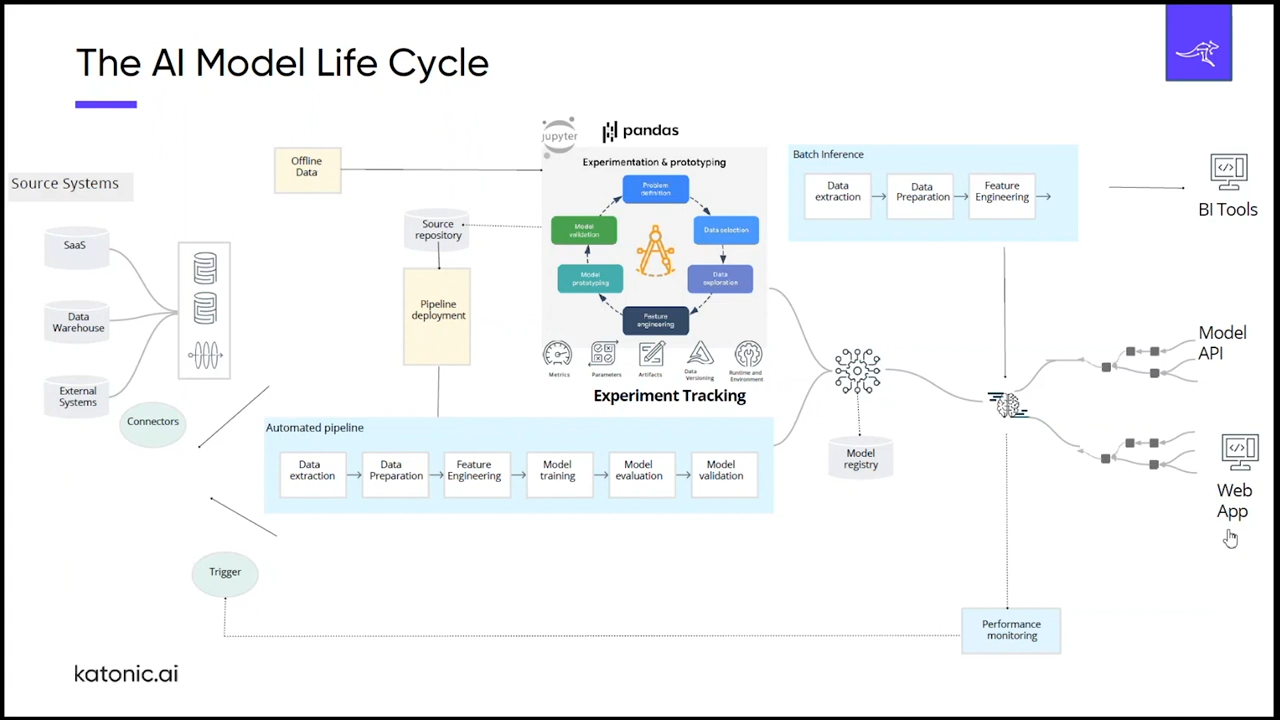 The AI Model Life Cycle
jupyter
pandas
Offline
Data
Experimentation & prototyping
Batch Inference
Source Systems
Problem
definition
Data
extraction
Data
Preparation
Feature
Engineering
BI Tools
Source
repository
Model
validation
Data selection
SaaS
Model
prototyping
Data
exploration
Pipeline
deployment
Feature
engineering
Data
Warehouse
Model
API
Metrics
Parameters
Artifacts
Data
Versioning
Runtime and
Environment
External
Systems
Experiment Tracking
Connectors
Automated pipeline
Data
extraction
Data
Preparation
Feature
Engineering
Model
training
Model
evaluation
Model
validation
Model
registry
Web
App
Trigger
Performance
monitoring
katonic.ai